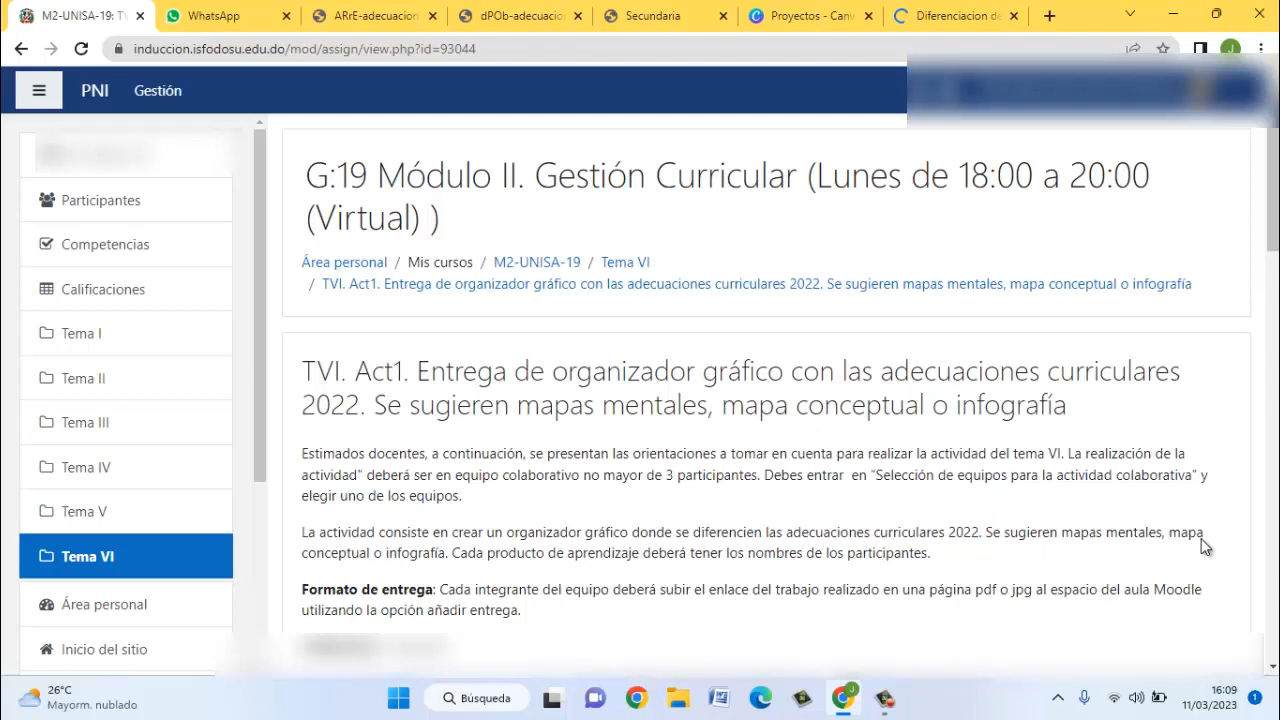 M2-UNISA-19: T
WhatsApp
ARrE-adecuacion
dPOb-adecuacio
Secundaria
Proyectos - Canv
Diferenciacion de
induccion.isfodosu.edu.do/mod/assign/view.php?id=93044
J
PNI
Gestión
Participantes
Competencias
Calificaciones
Tema I
Tema II
Tema III
Tema IV
Tema V
Tema VI
Área personal
Inicio del sitio
G:19 Módulo II. Gestión Curricular (Lunes de 18:00 a 20:00
(Virtual) )
Área personal / Mis cursos / M2-UNISA-19 / Tema VI
/ TVI. Act1. Entrega de organizador gráfico con las adecuaciones curriculares 2022. Se sugieren mapas mentales, mapa conceptual o infografía
TVI. Act1. Entrega de organizador gráfico con las adecuaciones curriculares
2022. Se sugieren mapas mentales, mapa conceptual o infografía
Estimados docentes, a continuación, se presentan las orientaciones a tomar en cuenta para realizar la actividad del tema VI. La realización de la
actividad" deberá ser en equipo colaborativo no mayor de 3 participantes. Debes entrar en “Selección de equipos para la actividad colaborativa” y
elegir uno de los equipos.
La actividad consiste en crear un organizador gráfico donde se diferencien las adecuaciones curriculares 2022. Se sugieren mapas mentales, mapa
conceptual o infografía. Cada producto de aprendizaje deberá tener los nombres de los participantes.
Formato de entrega: Cada integrante del equipo deberá subir el enlace del trabajo realizado en una página pdf o jpg al espacio del aula Moodle
utilizando la opción añadir entrega.
26°C
Mayorm. nublado
Búsqueda
J
16:09
11/03/2023
1